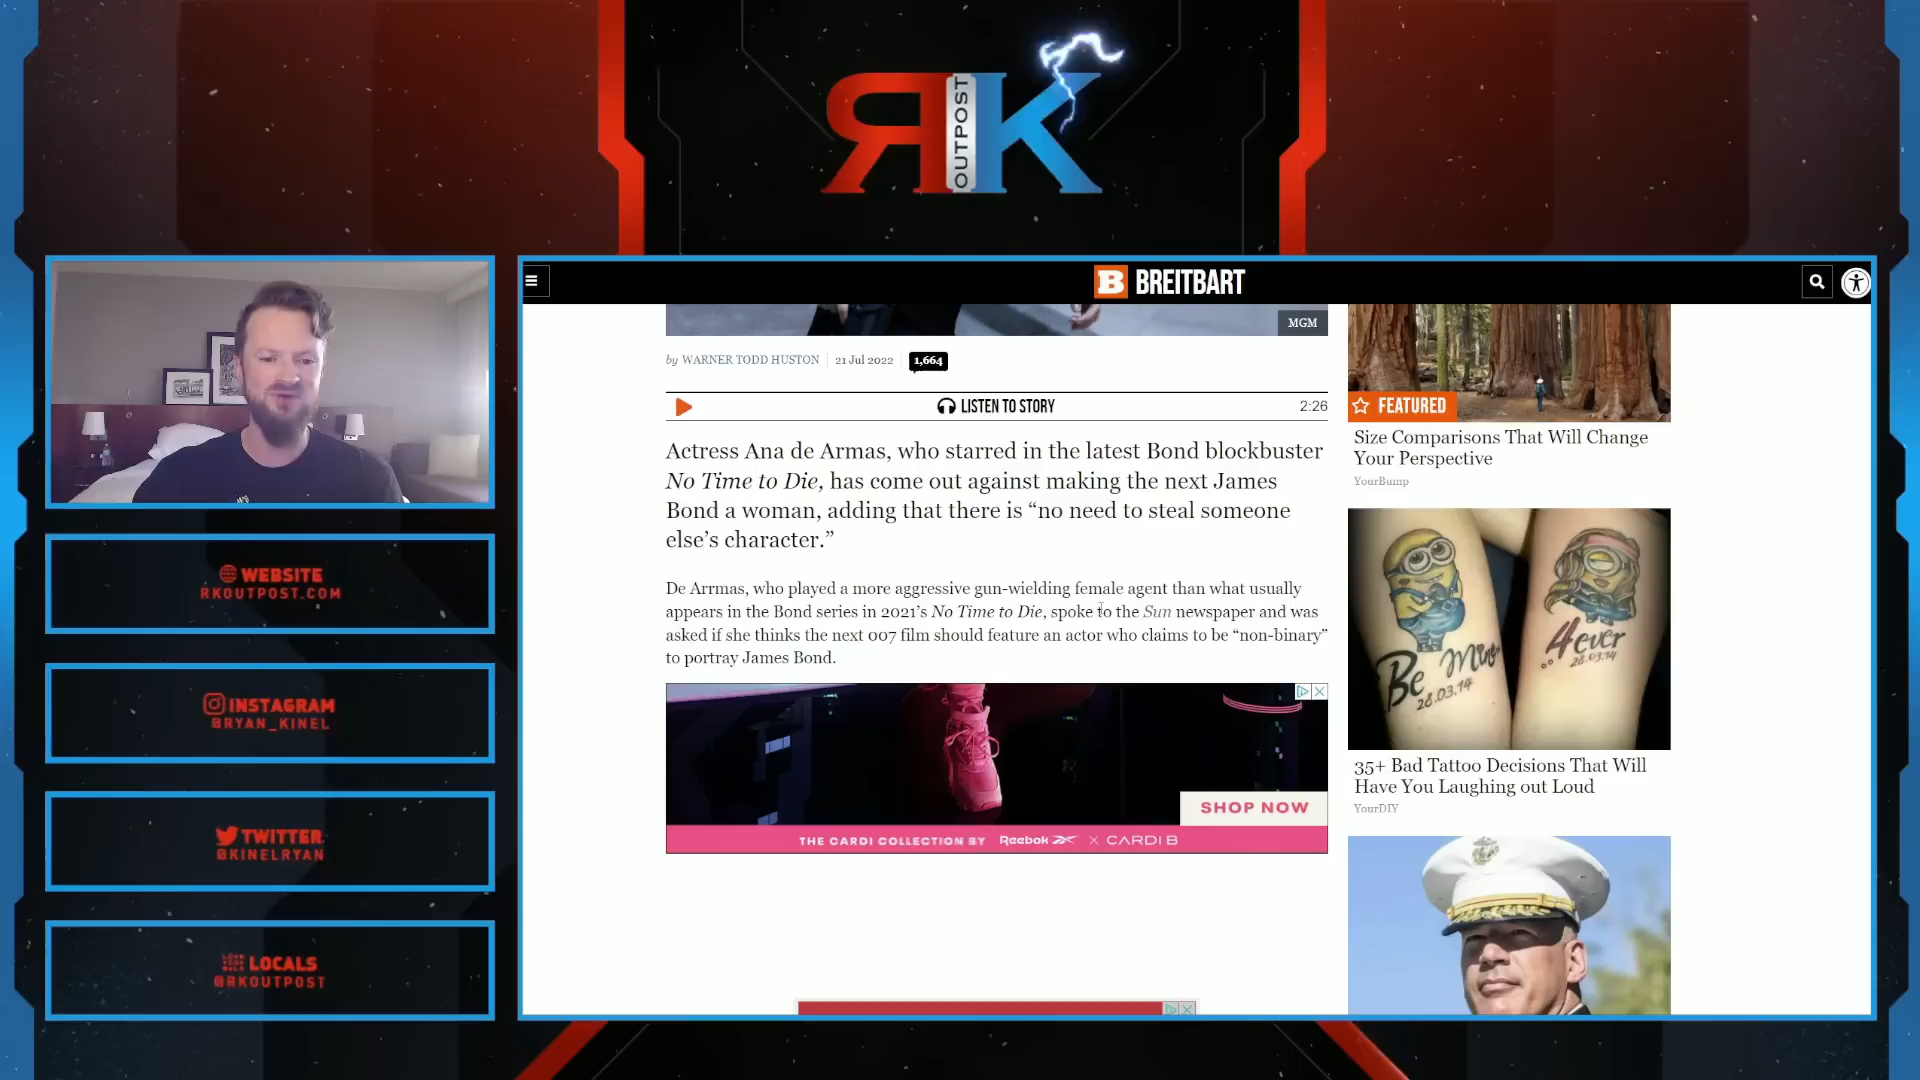 RK
OUTPOST
BREITBART
MGM
by WARNER TODD HUSTON 21 Jul 2022 1,664
LISTEN TO STORY 2:26
Actress Ana de Armas, who starred in the latest Bond blockbuster
No Time to Die, has come out against making the next James
Bond a woman, adding that there is “no need to steal someone
else’s character.”
De Arrmas, who played a more aggressive gun-wielding female agent than what usually
appears in the Bond series in 2021’s No Time to Die, spoke to the Sun newspaper and was
asked if she thinks the next 007 film should feature an actor who claims to be “non-binary”
to portray James Bond.
SHOP NOW
THE CARDI COLLECTION BY Reebok X CARDI B
FEATURED
Size Comparisons That Will Change
Your Perspective
YourBump
Be Mine
28.03.14
..4ever
28.03.14
35+ Bad Tattoo Decisions That Will
Have You Laughing out Loud
YourDIY
WEBSITE
RKOUTPOST.COM
INSTAGRAM
@RYAN_KINEL
TWITTER
@KINELRYAN
LOCALS
@RKOUTPOST